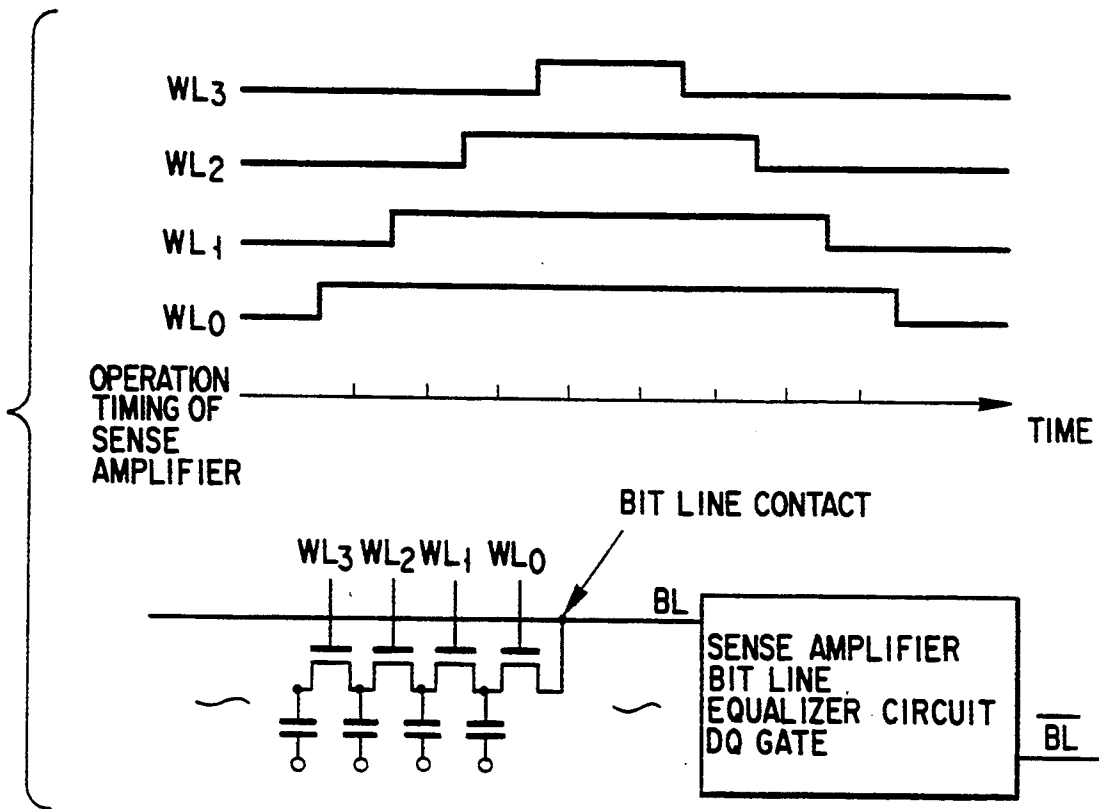 WL3
WL2
WL1
WL0
OPERATION
TIMING OF
SENSE
AMPLIFIER
TIME
BIT LINE CONTACT
WL3 WL2 WL1 WL0
BL
SENSE AMPLIFIER
BIT LINE
EQUALIZER CIRCUIT
DQ GATE
B̅L̅